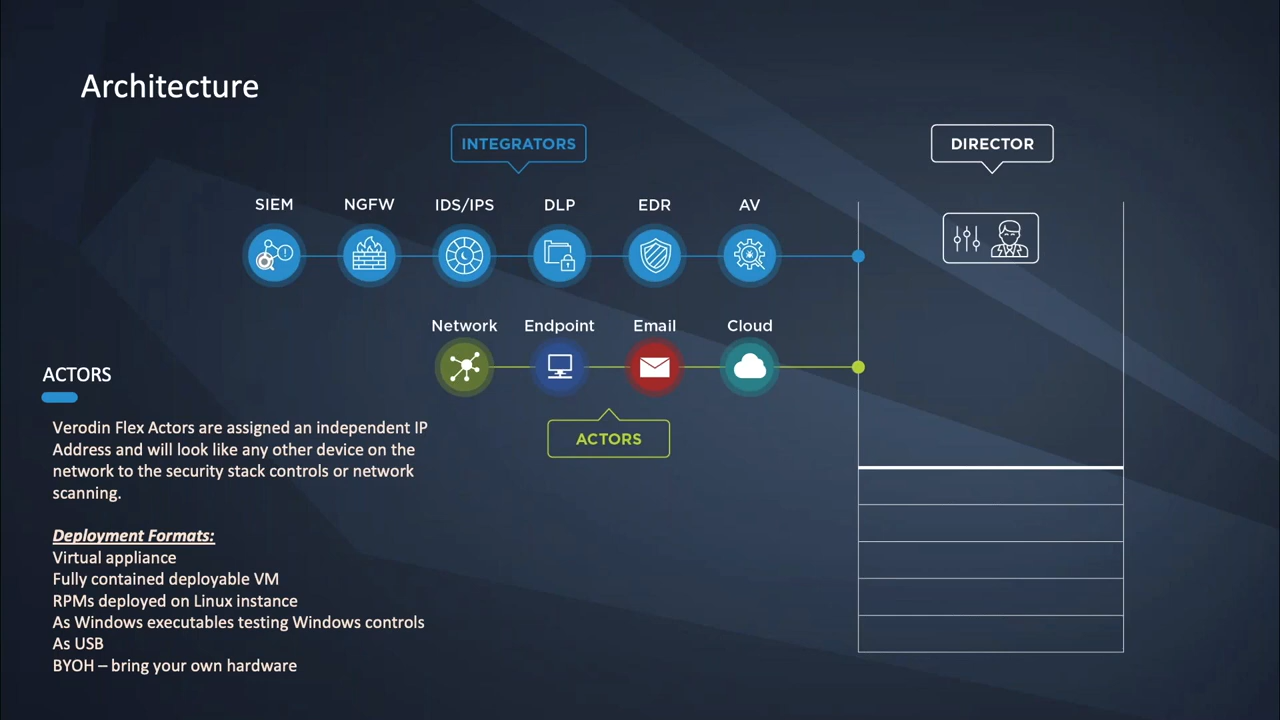 Architecture
INTEGRATORS
DIRECTOR
SIEM NGFW IDS/IPS DLP EDR AV
Network Endpoint Email Cloud
ACTORS
ACTORS
Verodin Flex Actors are assigned an independent IP
Address and will look like any other device on the
network to the security stack controls or network
scanning.
Deployment Formats:
Virtual appliance
Fully contained deployable VM
RPMs deployed on Linux instance
As Windows executables testing Windows controls
As USB
BYOH – bring your own hardware